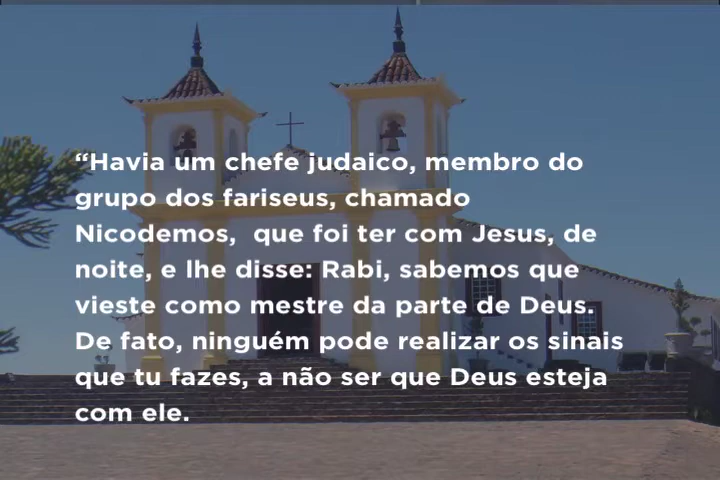 “Havia um chefe judaico, membro do
grupo dos fariseus, chamado
Nicodemos,  que foi ter com Jesus, de
noite, e lhe disse: Rabi, sabemos que
vieste como mestre da parte de Deus.
De fato, ninguém pode realizar os sinais
que tu fazes, a não ser que Deus esteja
com ele.